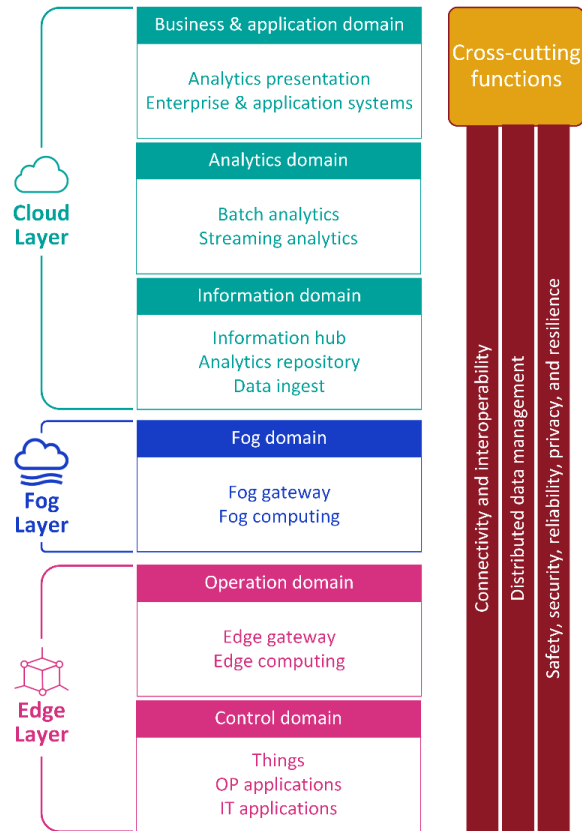 Business & application domain
Analytics presentation
Enterprise & application systems
Analytics domain
Batch analytics
Streaming analytics
Information domain
Information hub
Analytics repository
Data ingest
Cloud
Layer
Fog domain
Fog gateway
Fog computing
Fog
Layer
Operation domain
Edge gateway
Edge computing
Control domain
Things
OP applications
IT applications
Edge
Layer
Cross-cutting
functions
Connectivity and interoperability
Distributed data management
Safety, security, reliability, privacy, and resilience